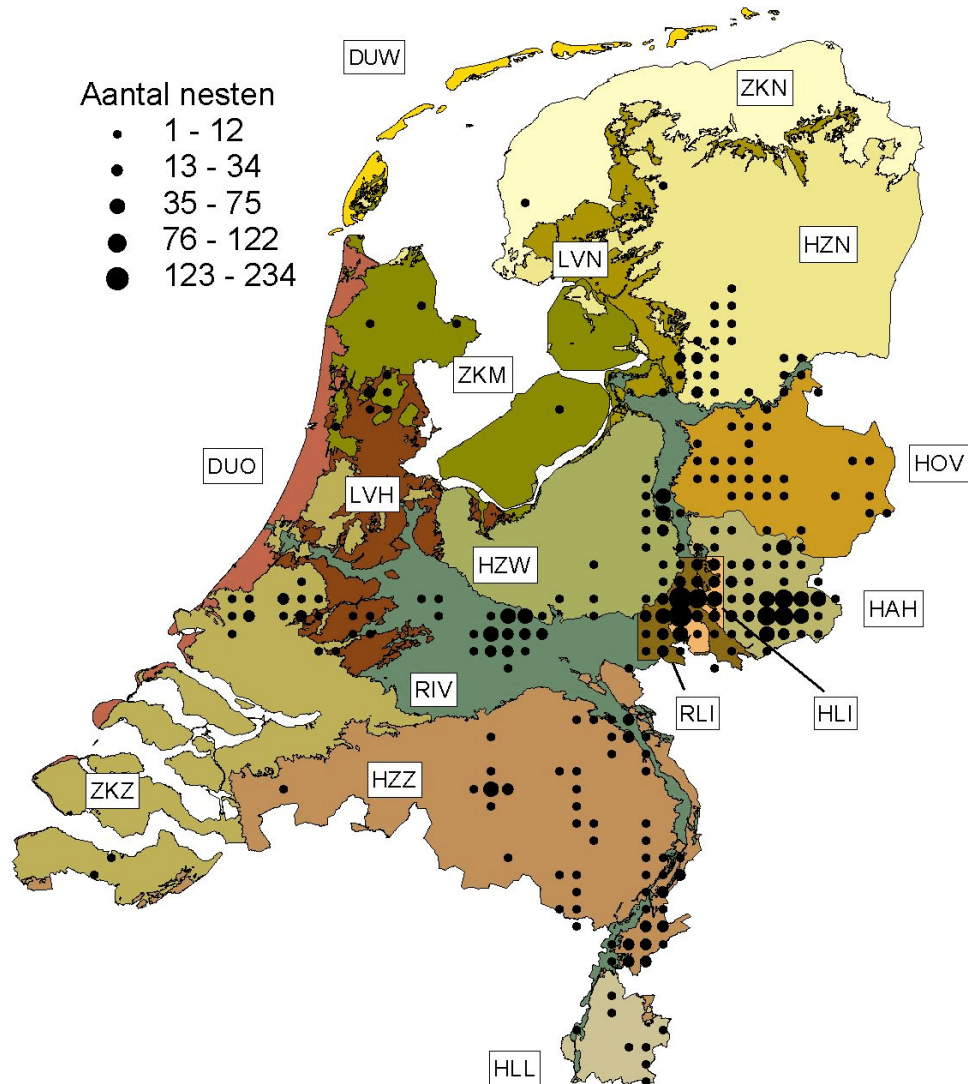 DUW
ZKN
Aantal nesten
1 - 12
13 - 34
35 - 75
76 - 122
123 - 234
LVN
HZN
ZKM
DUO
LVH
HOV
HZW
HAH
RIV
RLI
HLI
ZKZ
HZZ
HLL